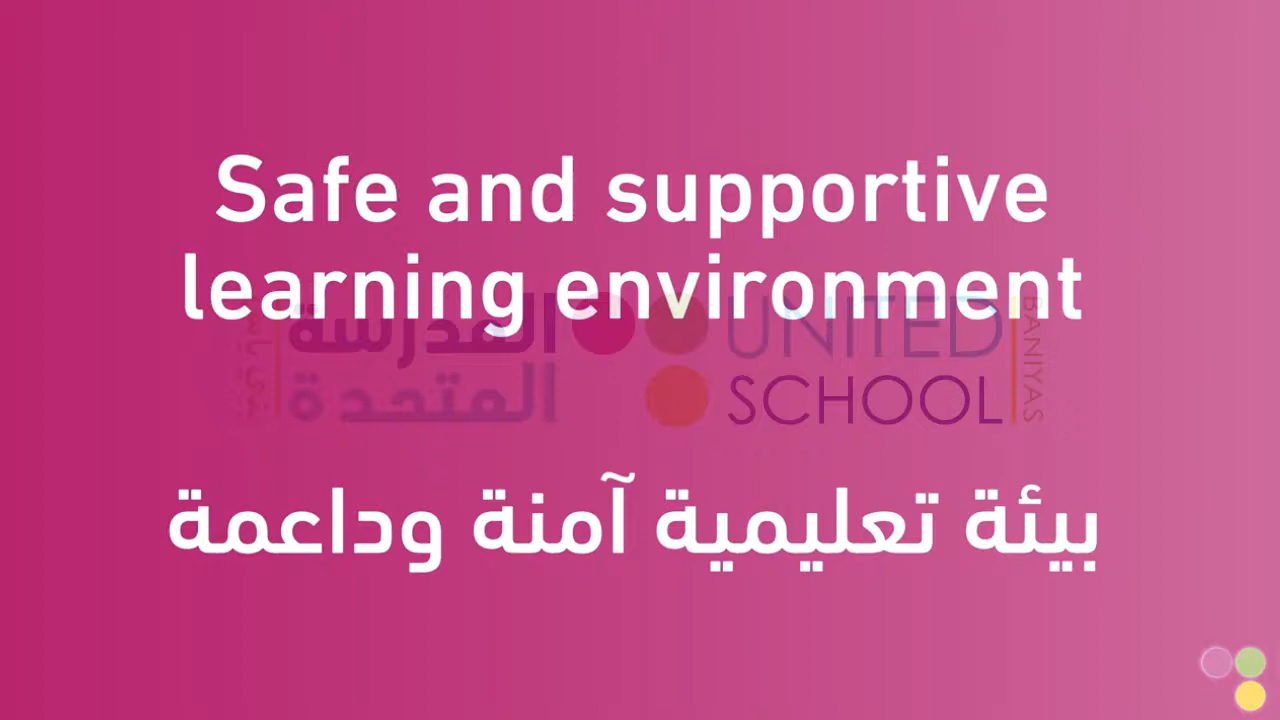 Safe and supportive
learning environment
المدرسة
المتحدة
UNITED
SCHOOL
BANIYAS
بيئة تعليمية آمنة وداعمة